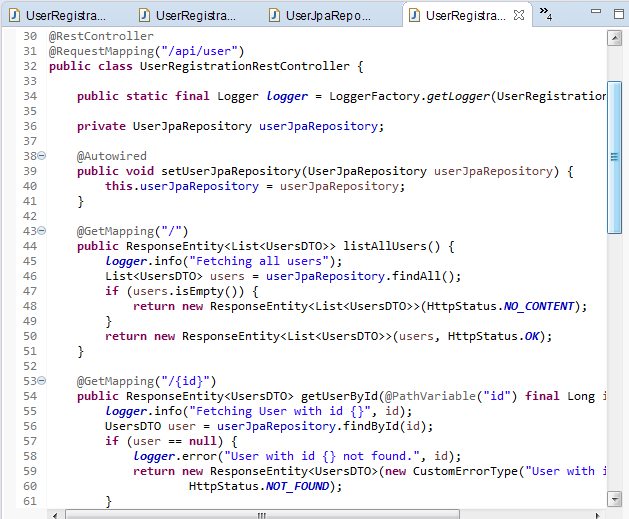 UserRegistra... UserRegistra... UserJpaRepo... UserRegistra... »4
30 @RestController
31 @RequestMapping("/api/user")
32 public class UserRegistrationRestController {
33
34 public static final Logger logger = LoggerFactory.getLogger(UserRegistration
35
36 private UserJpaRepository userJpaRepository;
37
38 @Autowired
39 public void setUserJpaRepository(UserJpaRepository userJpaRepository) {
40 this.userJpaRepository = userJpaRepository;
41 }
42
43 @GetMapping("/")
44 public ResponseEntity<List<UsersDTO>> listAllUsers() {
45 logger.info("Fetching all users");
46 List<UsersDTO> users = userJpaRepository.findAll();
47 if (users.isEmpty()) {
48 return new ResponseEntity<List<UsersDTO>>(HttpStatus.NO_CONTENT);
49 }
50 return new ResponseEntity<List<UsersDTO>>(users, HttpStatus.OK);
51 }
52
53 @GetMapping("/{id}")
54 public ResponseEntity<UsersDTO> getUserById(@PathVariable("id") final Long i
55 logger.info("Fetching User with id {}", id);
56 UsersDTO user = userJpaRepository.findById(id);
57 if (user == null) {
58 logger.error("User with id {} not found.", id);
59 return new ResponseEntity<UsersDTO>(new CustomErrorType("User with i
60 HttpStatus.NOT_FOUND);
61 }